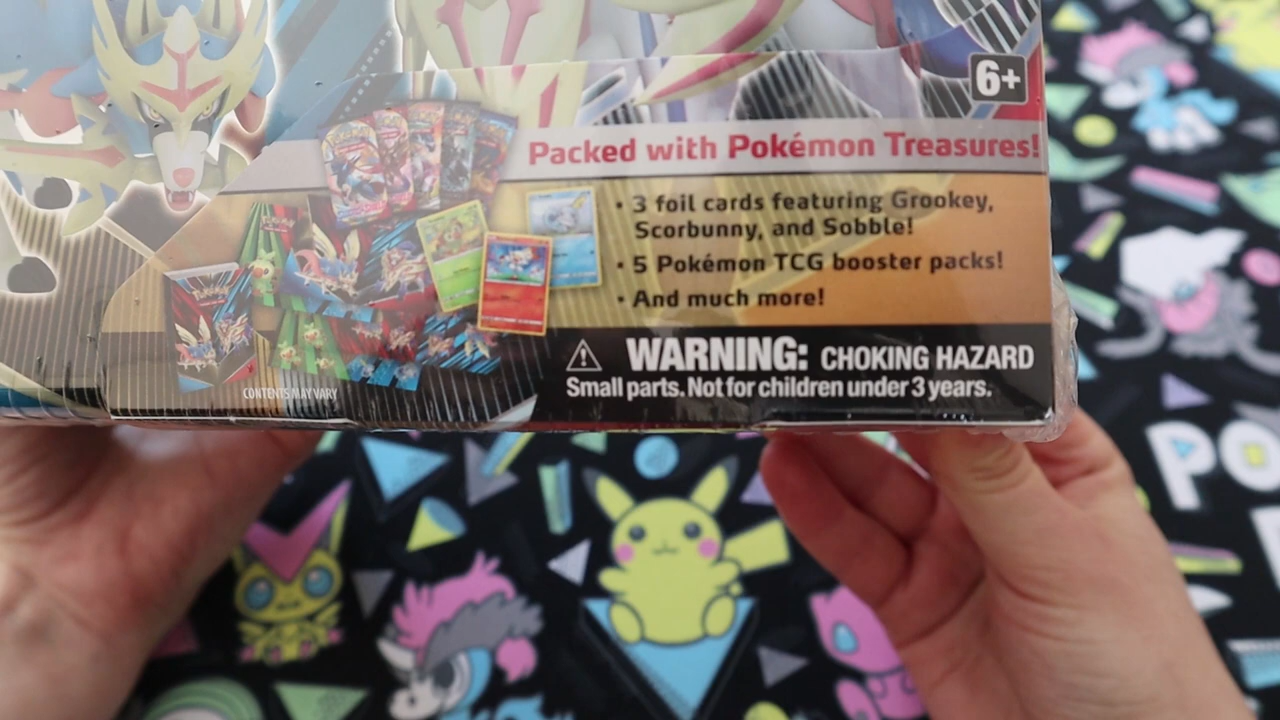 6+
Packed with Pokémon Treasures!
• 3 foil cards featuring Grookey,
Scorbunny, and Sobble!
• 5 Pokémon TCG booster packs!
• And much more!
WARNING: CHOKING HAZARD
Small parts. Not for children under 3 years.
CONTENTS MAY VARY
PO